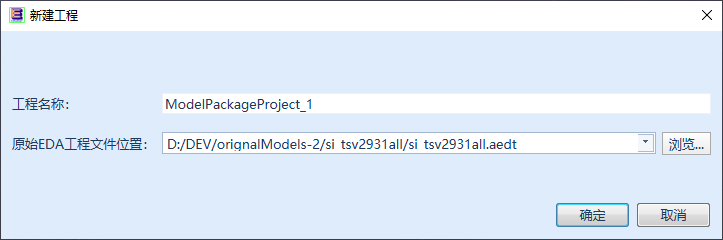 新建工程
工程名称： ModelPackageProject_1
原始EDA工程文件位置： D:/DEV/orignalModels-2/si_tsv2931all/si_tsv2931all.aedt 浏览...
确定 取消